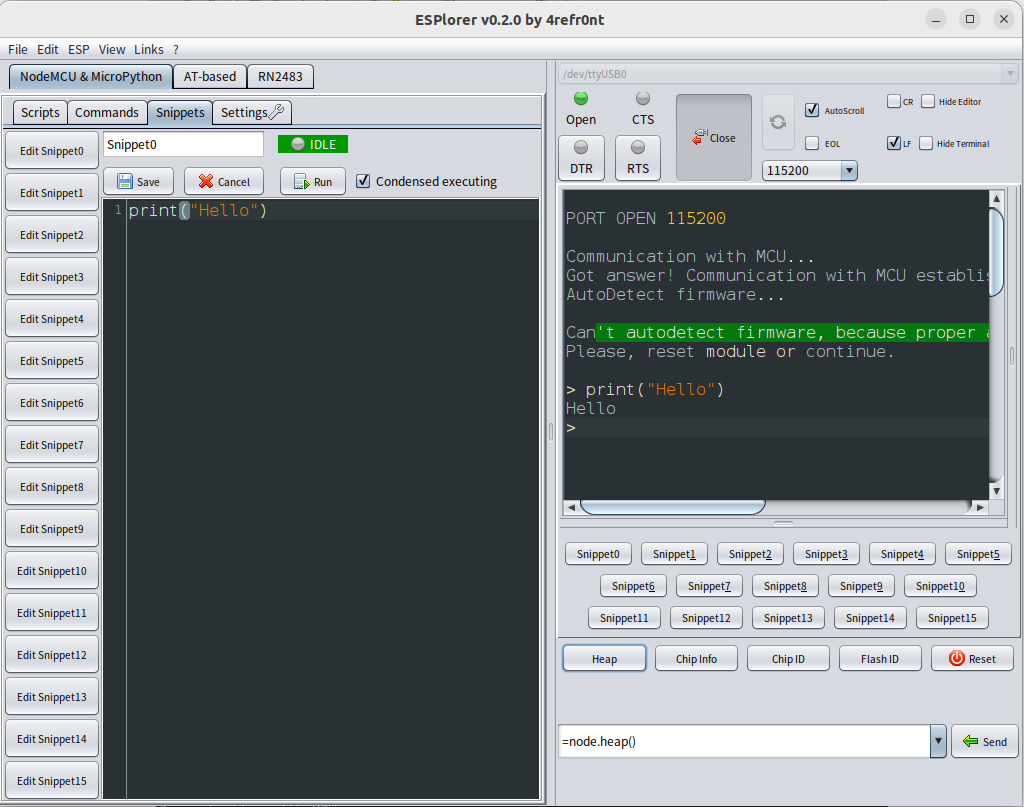 ESPlorer v0.2.0 by 4refr0nt
File Edit ESP View Links ?
NodeMCU & MicroPython AT-based RN2483
Scripts Commands Snippets Settings
Edit Snippet0
Edit Snippet1
Edit Snippet2
Edit Snippet3
Edit Snippet4
Edit Snippet5
Edit Snippet6
Edit Snippet7
Edit Snippet8
Edit Snippet9
Edit Snippet10
Edit Snippet11
Edit Snippet12
Edit Snippet13
Edit Snippet14
Edit Snippet15
Snippet0 IDLE
Save Cancel Run Condensed executing
1 print("Hello")
/dev/ttyUSB0
Open CTS
DTR RTS
Close
AutoScroll CR Hide Editor
EOL LF Hide Terminal
115200
PORT OPEN 115200
Communication with MCU...
Got answer! Communication with MCU establis
AutoDetect firmware...
Can't autodetect firmware, because proper a
Please, reset module or continue.
> print("Hello")
Hello
>
Snippet0 Snippet1 Snippet2 Snippet3 Snippet4 Snippet5
Snippet6 Snippet7 Snippet8 Snippet9 Snippet10
Snippet11 Snippet12 Snippet13 Snippet14 Snippet15
Heap Chip Info Chip ID Flash ID Reset
=node.heap() Send